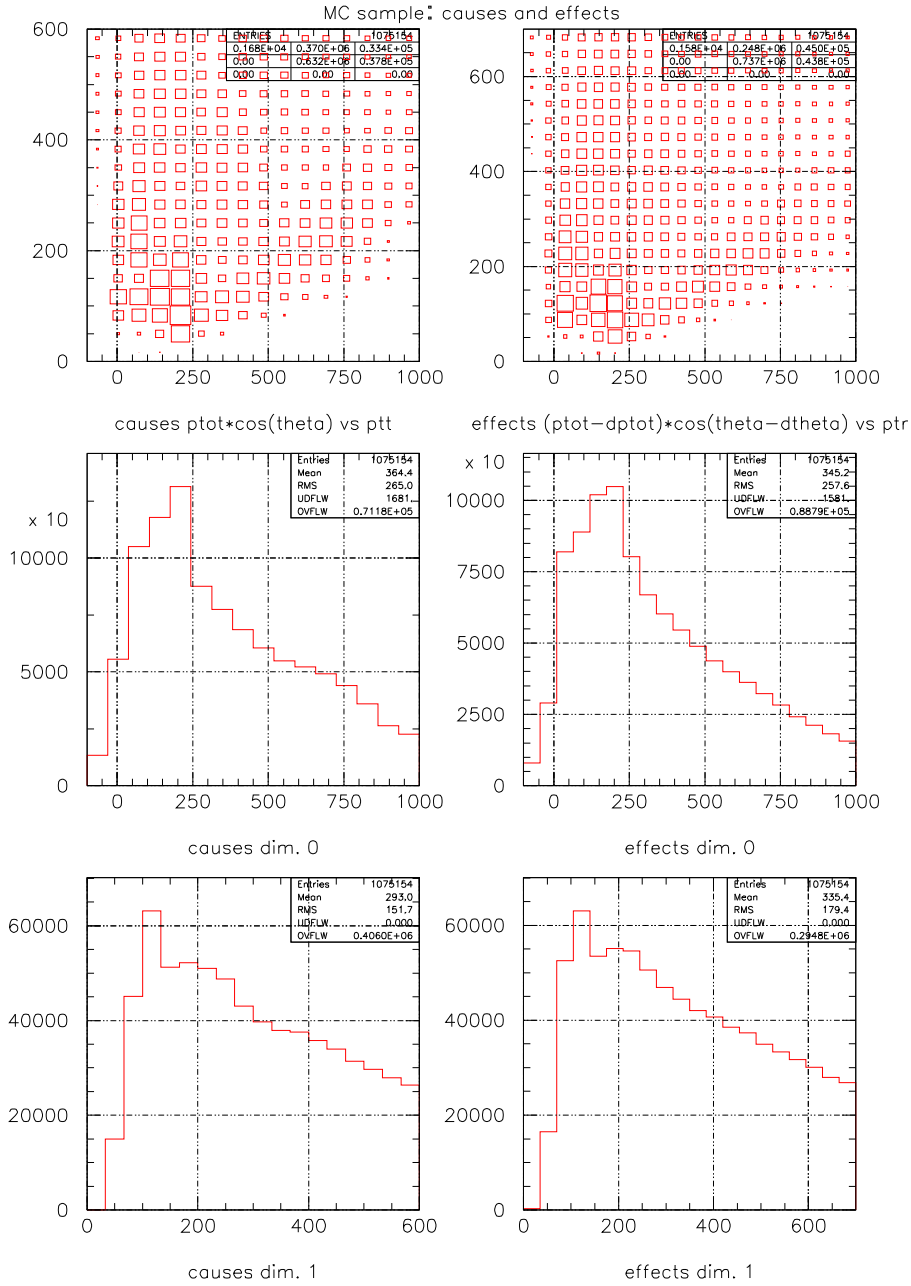 MC sample: causes and effects
ENTRIES 1075154
0.168E+04 0.370E+06 0.334E+05
0.00 0.632E+06 0.378E+05
0.00 0.00 0.00
600
400
200
0
0 250 500 750 1000
causes ptot*cos(theta) vs ptt
ENTRIES 1075154
0.158E+04 0.248E+06 0.450E+05
0.00 0.737E+06 0.438E+05
0.00 0.00 0.00
600
400
200
0
0 250 500 750 1000
effects (ptot-dptot)*cos(theta-dtheta) vs ptr
Entries 1075154
Mean 364.4
RMS 265.0
UDFLW 1681.
OVFLW 0.7118E+05
x 10
10000
5000
0
0 250 500 750 1000
causes dim. 0
Entries 1075154
Mean 345.2
RMS 257.6
UDFLW 1581.
OVFLW 0.8879E+05
x 10
10000
7500
5000
2500
0
0 250 500 750 1000
effects dim. 0
Entries 1075154
Mean 293.0
RMS 151.7
UDFLW 0.000
OVFLW 0.4060E+06
60000
40000
20000
0
0 200 400 600
causes dim. 1
Entries 1075154
Mean 335.4
RMS 179.4
UDFLW 0.000
OVFLW 0.2948E+06
60000
40000
20000
0
0 200 400 600
effects dim. 1